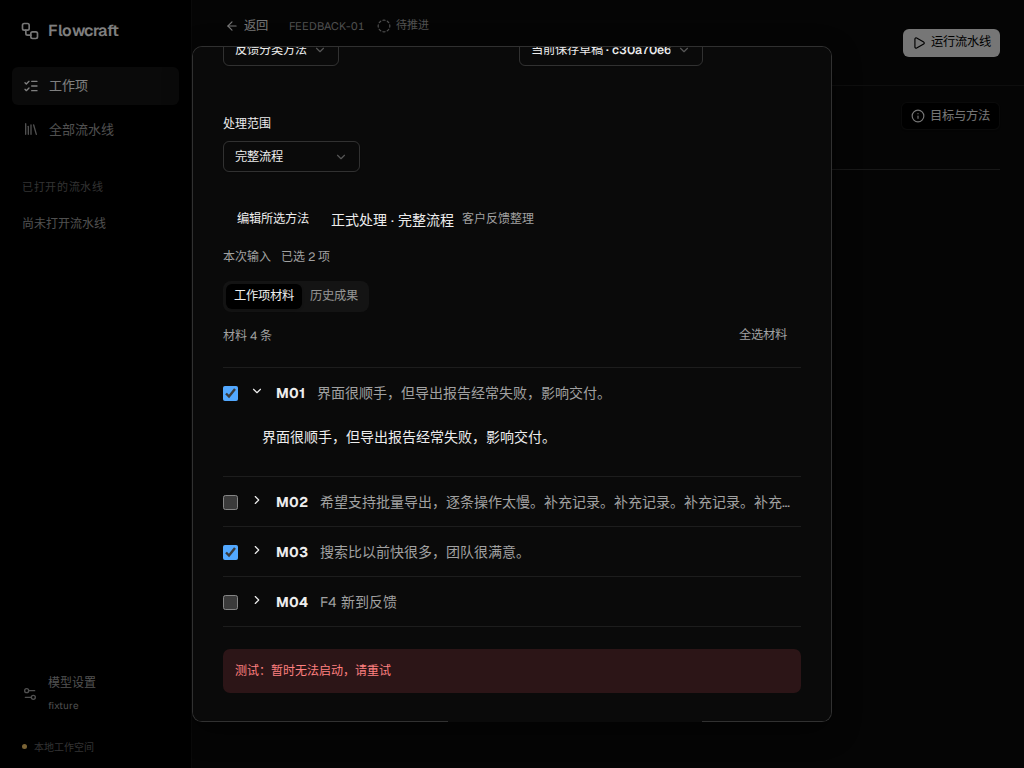 Flowcraft
返回
FEEDBACK-01
待推进
运行流水线
工作项
全部流水线
已打开的流水线
尚未打开流水线
目标与方法
反馈分类方法
当前保存草稿 · c30a70e6
处理范围
完整流程
编辑所选方法
正式处理 · 完整流程
客户反馈整理
本次输入 已选 2 项
工作项材料
历史成果
材料 4 条
全选材料
M01 界面很顺手，但导出报告经常失败，影响交付。
界面很顺手，但导出报告经常失败，影响交付。
M02 希望支持批量导出，逐条操作太慢。补充记录。补充记录。补充记录。补充…
M03 搜索比以前快很多，团队很满意。
M04 F4 新到反馈
测试：暂时无法启动，请重试
模型设置
fixture
本地工作空间